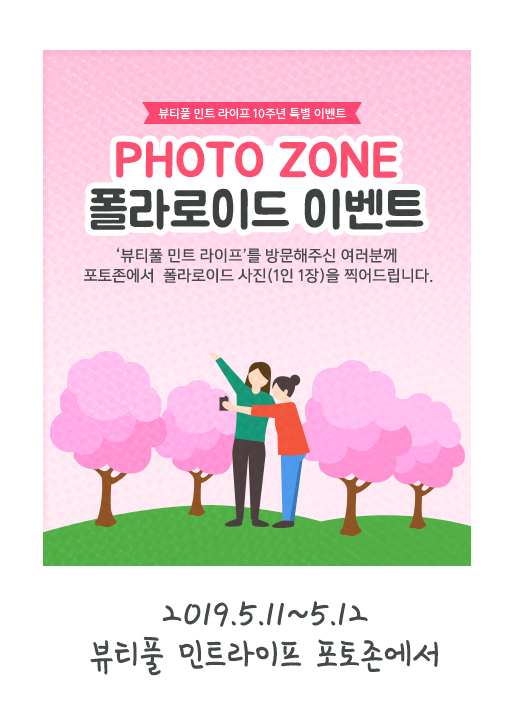 뷰티풀 민트 라이프 10주년 특별 이벤트
PHOTO ZONE
폴라로이드 이벤트
‘뷰티풀 민트 라이프’를 방문해주신 여러분께
포토존에서 폴라로이드 사진(1인 1장)을 찍어드립니다.
2019.5.11~5.12
뷰티풀 민트라이프 포토존에서